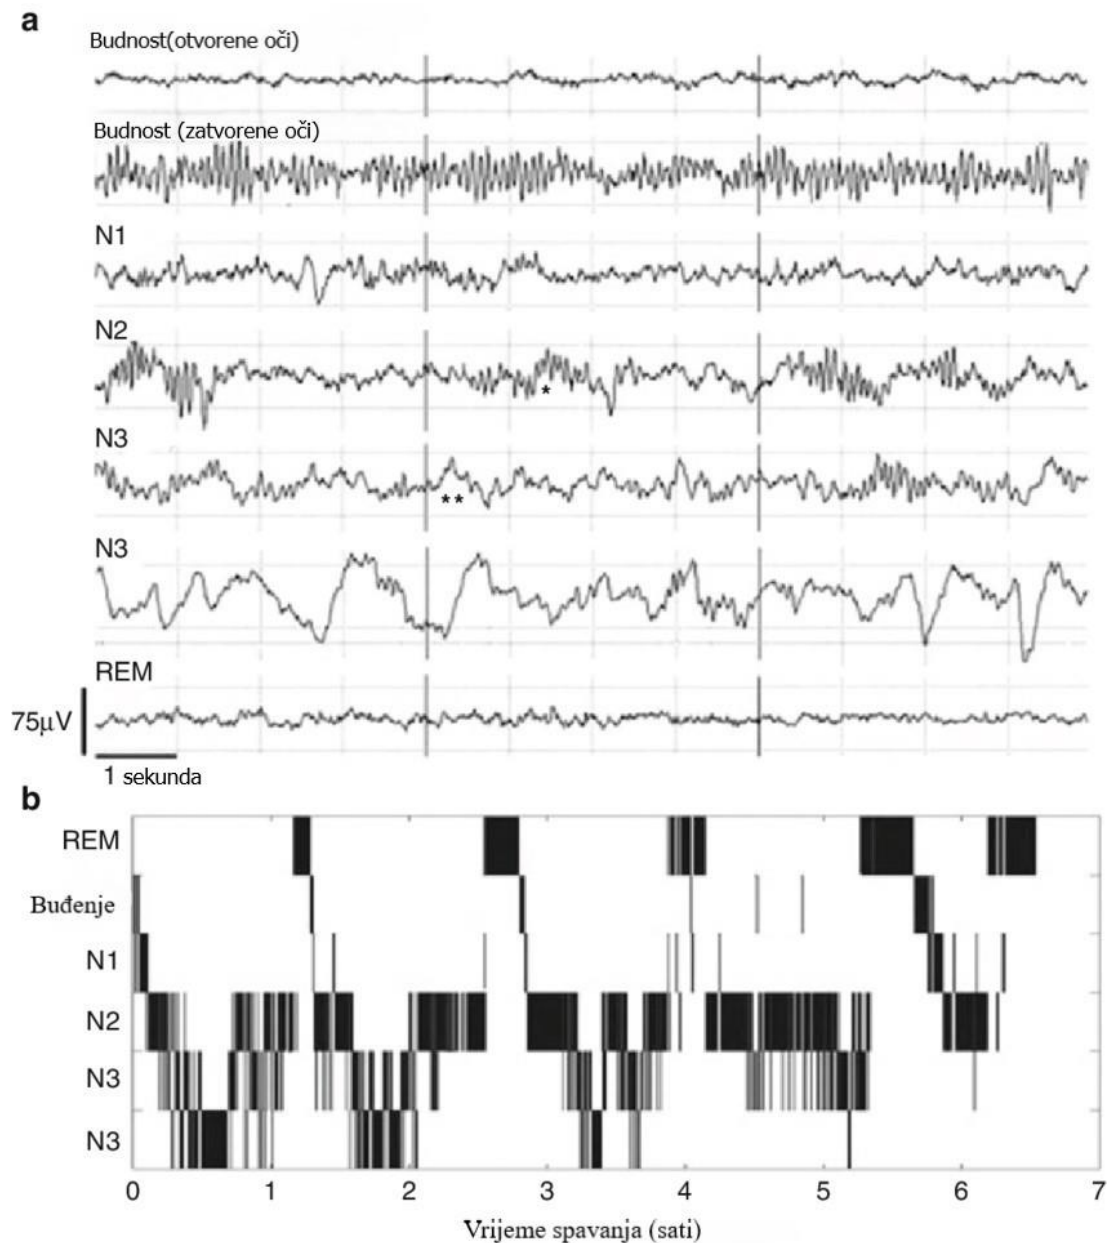 a
Budnost(otvorene oči)
Budnost (zatvorene oči)
N1
N2
*
N3
**
N3
REM
75µV
1 sekunda
b
REM
Buđenje
N1
N2
N3
N3
0 1 2 3 4 5 6 7
Vrijeme spavanja (sati)